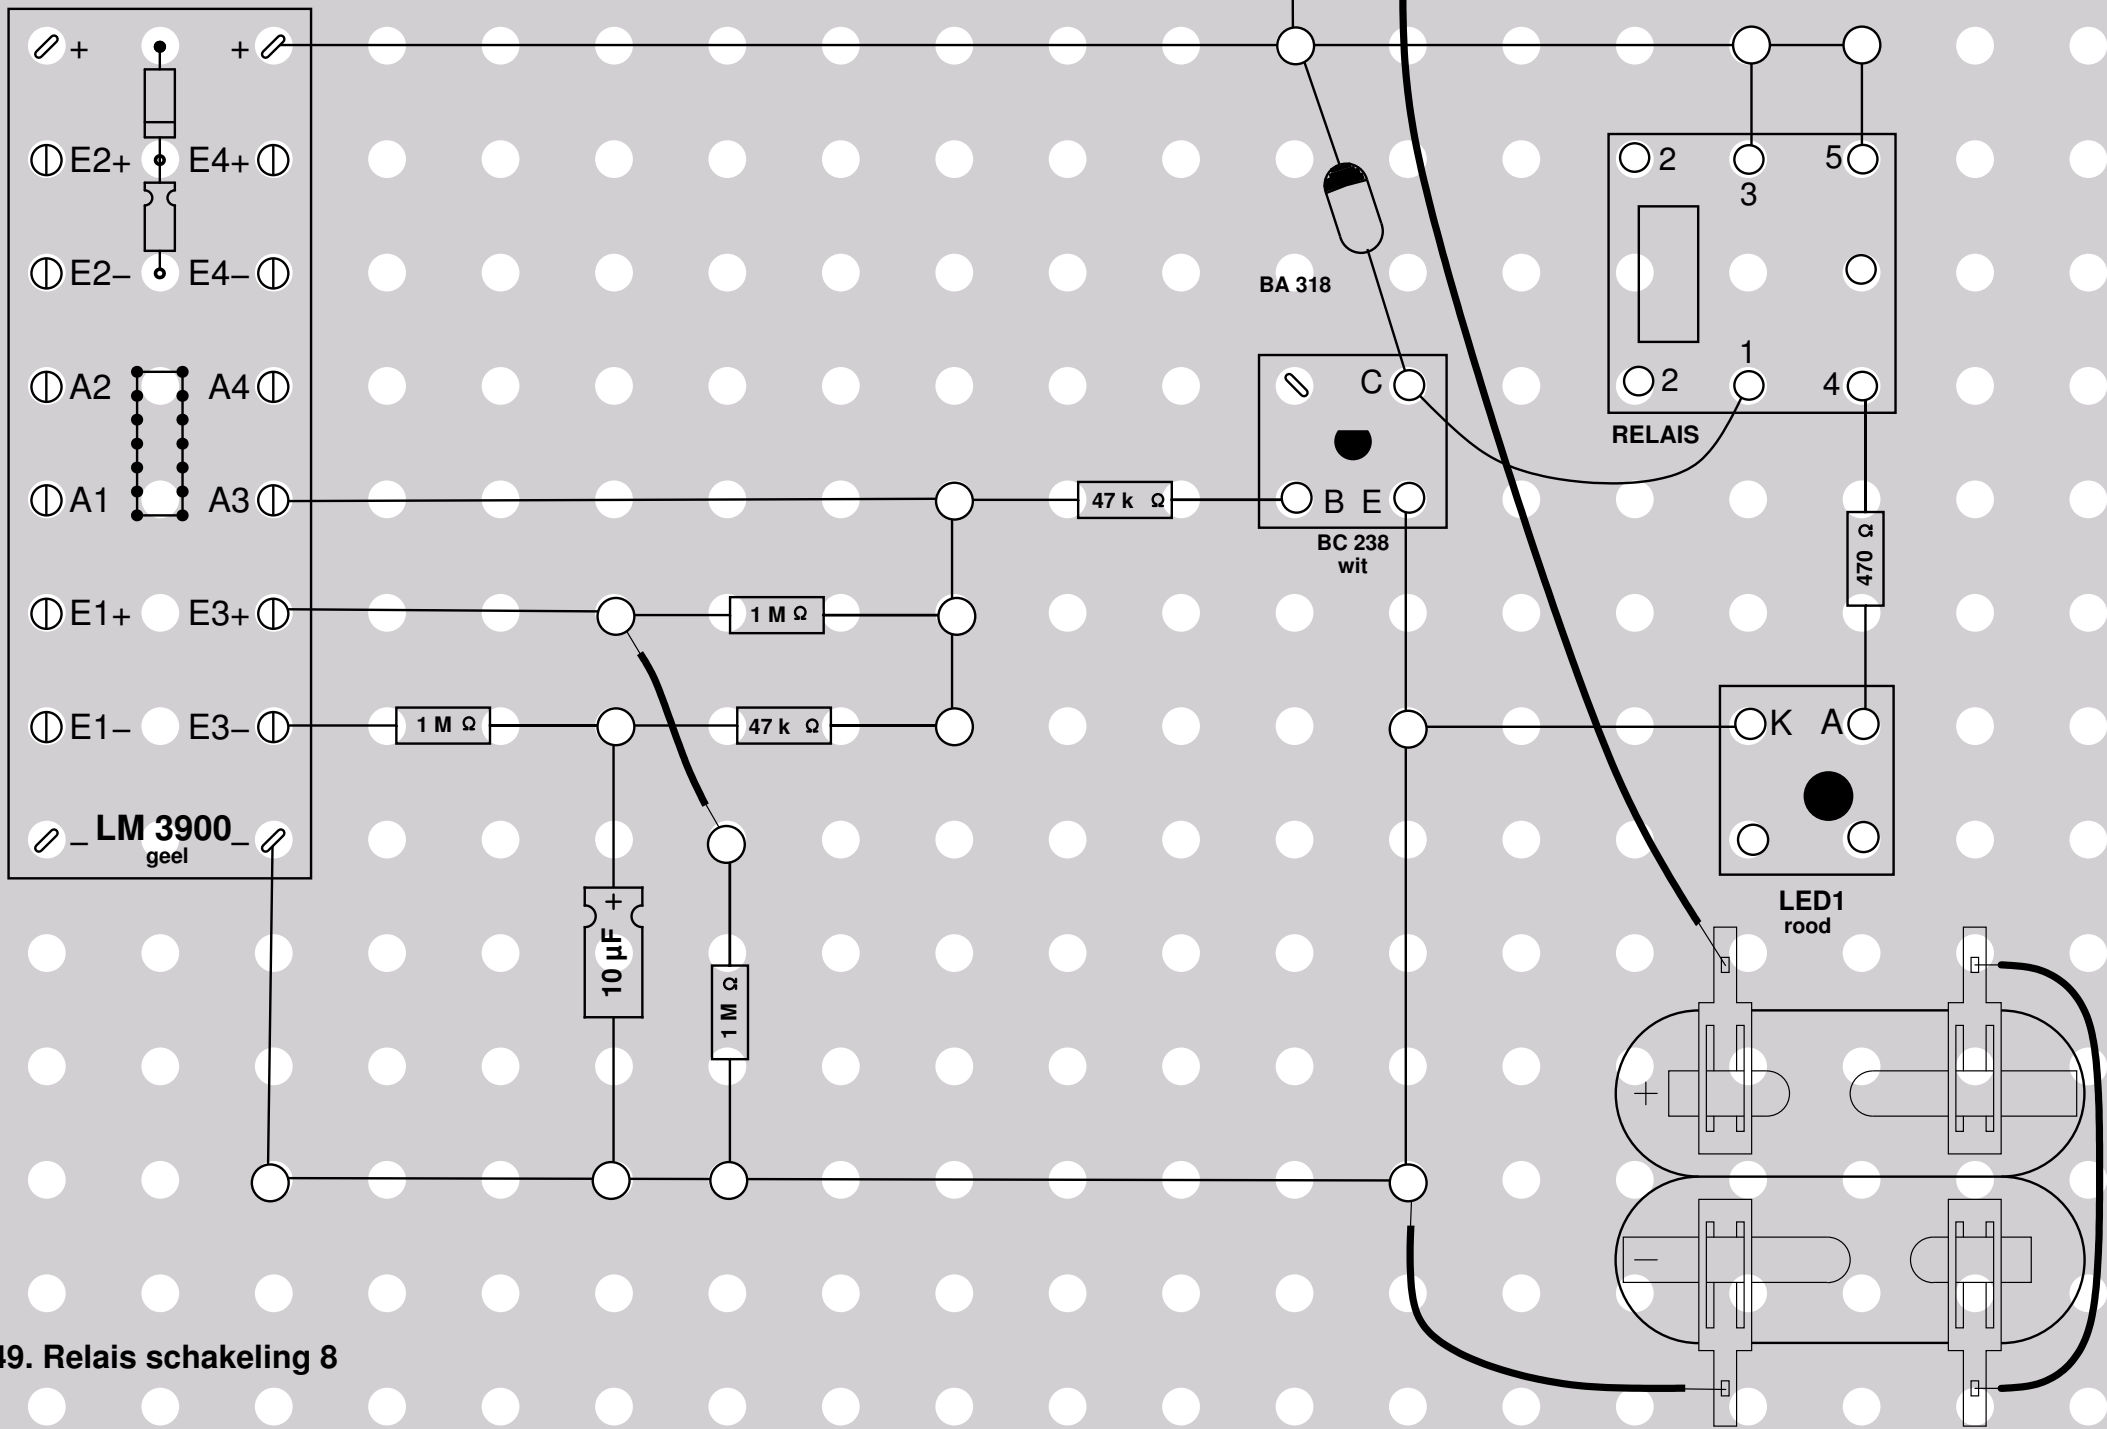 + +
E2+ E4+
E2– E4–
A2 A4
A1 A3
E1+ E3+
E1– E3–
_ LM 3900 _
geel
1 M Ω
47 k Ω
1 M Ω
47 k Ω
+
10 µF
1 M Ω
BA 318
C
B E
BC 238
wit
2 3 5
1
2 4
RELAIS
470 Ω
K A
LED1
rood
+
–
49. Relais schakeling 8